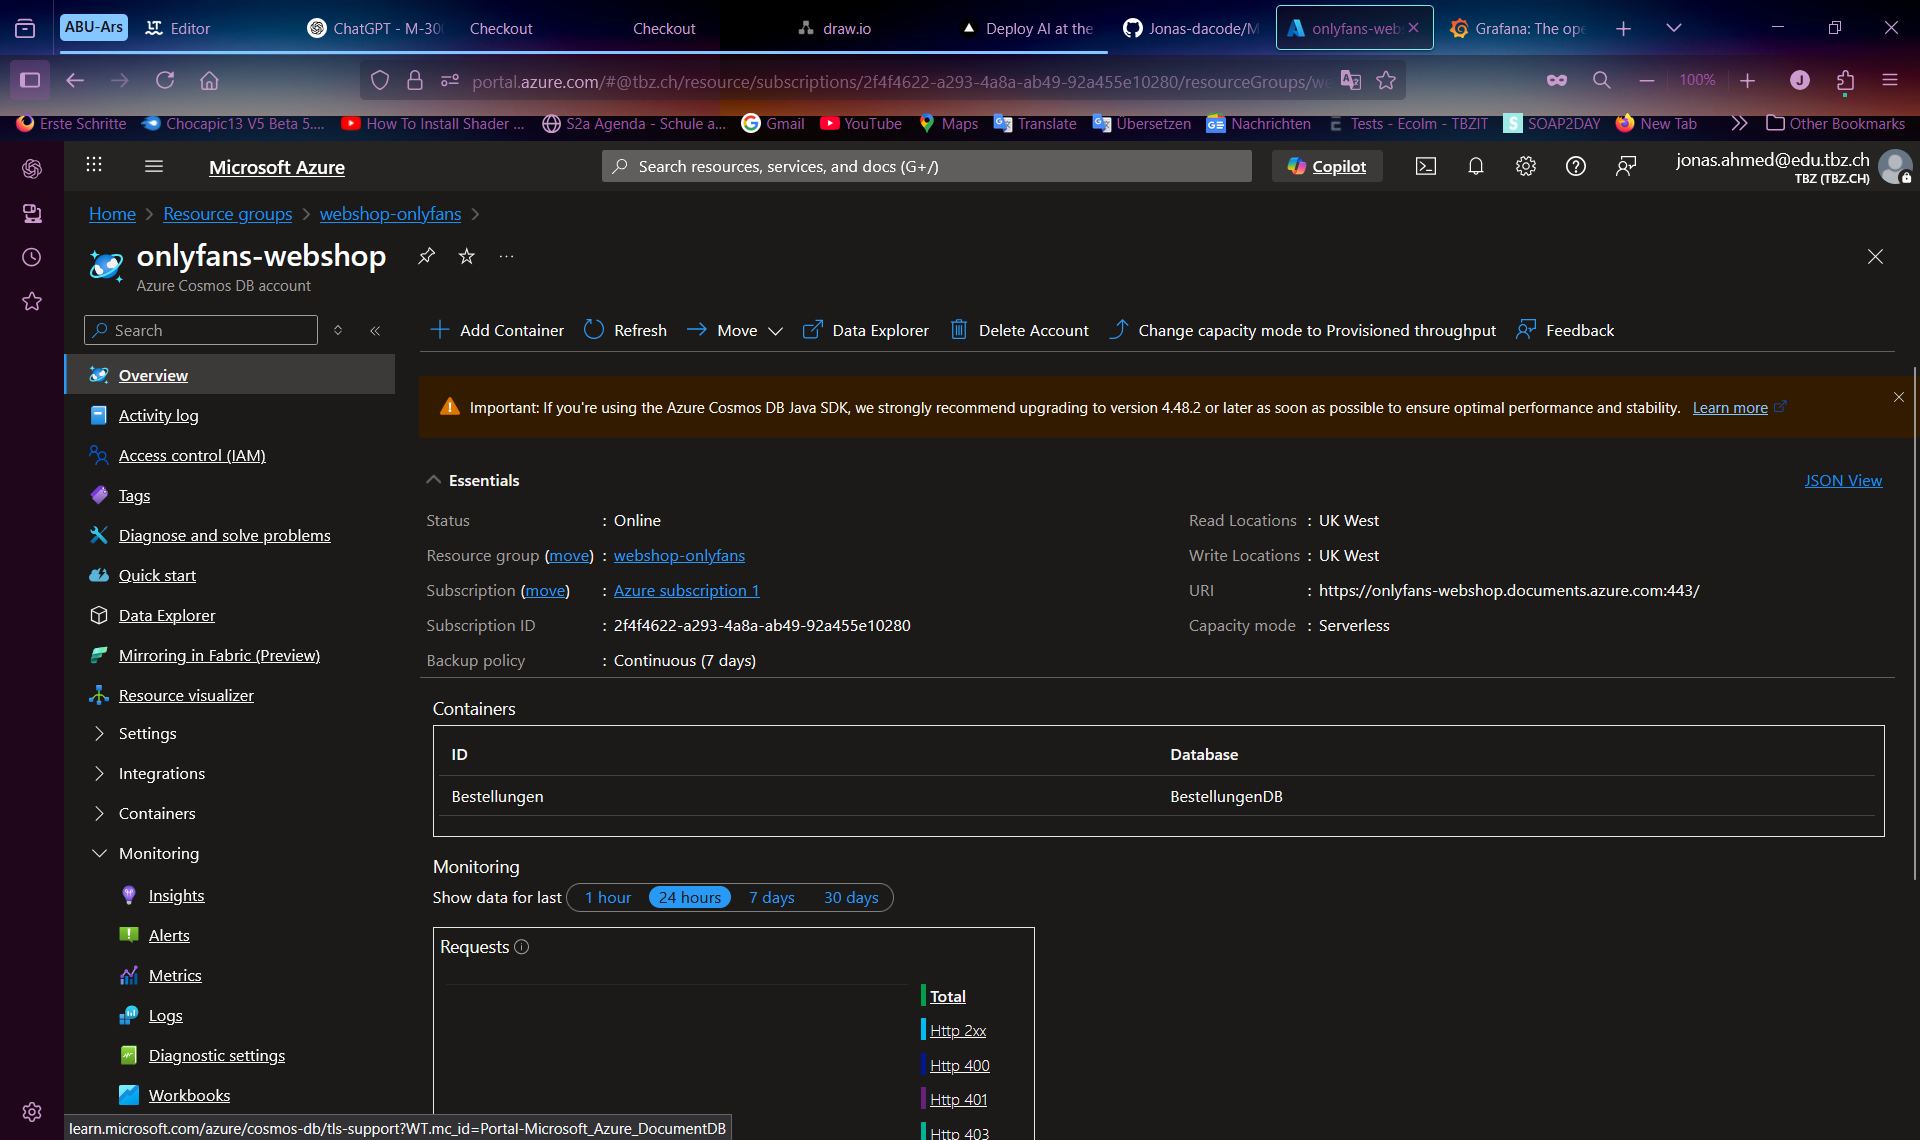 ABU-Ars
Editor
ChatGPT - M-300
Checkout
Checkout
draw.io
Deploy AI at the
Jonas-dacode/M
onlyfans-webs
Grafana: The ope
portal.azure.com/#@tbz.ch/resource/subscriptions/2f4f4622-a293-4a8a-ab49-92a455e10280/resourceGroups/we
100%
J
Erste Schritte
Chocapic13 V5 Beta 5....
How To Install Shader ...
S2a Agenda - Schule a...
Gmail
YouTube
Maps
Translate
Übersetzen
Nachrichten
Tests - Ecolm - TBZIT
SOAP2DAY
New Tab
Other Bookmarks
Microsoft Azure
Search resources, services, and docs (G+/)
Copilot
jonas.ahmed@edu.tbz.ch
TBZ (TBZ.CH)
Home > Resource groups > webshop-onlyfans >
onlyfans-webshop
Azure Cosmos DB account
Search
Add Container
Refresh
Move
Data Explorer
Delete Account
Change capacity mode to Provisioned throughput
Feedback
Overview
Activity log
Access control (IAM)
Tags
Diagnose and solve problems
Quick start
Data Explorer
Mirroring in Fabric (Preview)
Resource visualizer
Settings
Integrations
Containers
Monitoring
Insights
Alerts
Metrics
Logs
Diagnostic settings
Workbooks
Important: If you're using the Azure Cosmos DB Java SDK, we strongly recommend upgrading to version 4.48.2 or later as soon as possible to ensure optimal performance and stability. Learn more
Essentials
JSON View
Status : Online
Resource group (move) : webshop-onlyfans
Subscription (move) : Azure subscription 1
Subscription ID : 2f4f4622-a293-4a8a-ab49-92a455e10280
Backup policy : Continuous (7 days)
Read Locations : UK West
Write Locations : UK West
URI : https://onlyfans-webshop.documents.azure.com:443/
Capacity mode : Serverless
Containers
ID Database
Bestellungen BestellungenDB
Monitoring
Show data for last 1 hour 24 hours 7 days 30 days
Requests
Total
Http 2xx
Http 400
Http 401
Http 403
learn.microsoft.com/azure/cosmos-db/tls-support?WT.mc_id=Portal-Microsoft_Azure_DocumentDB